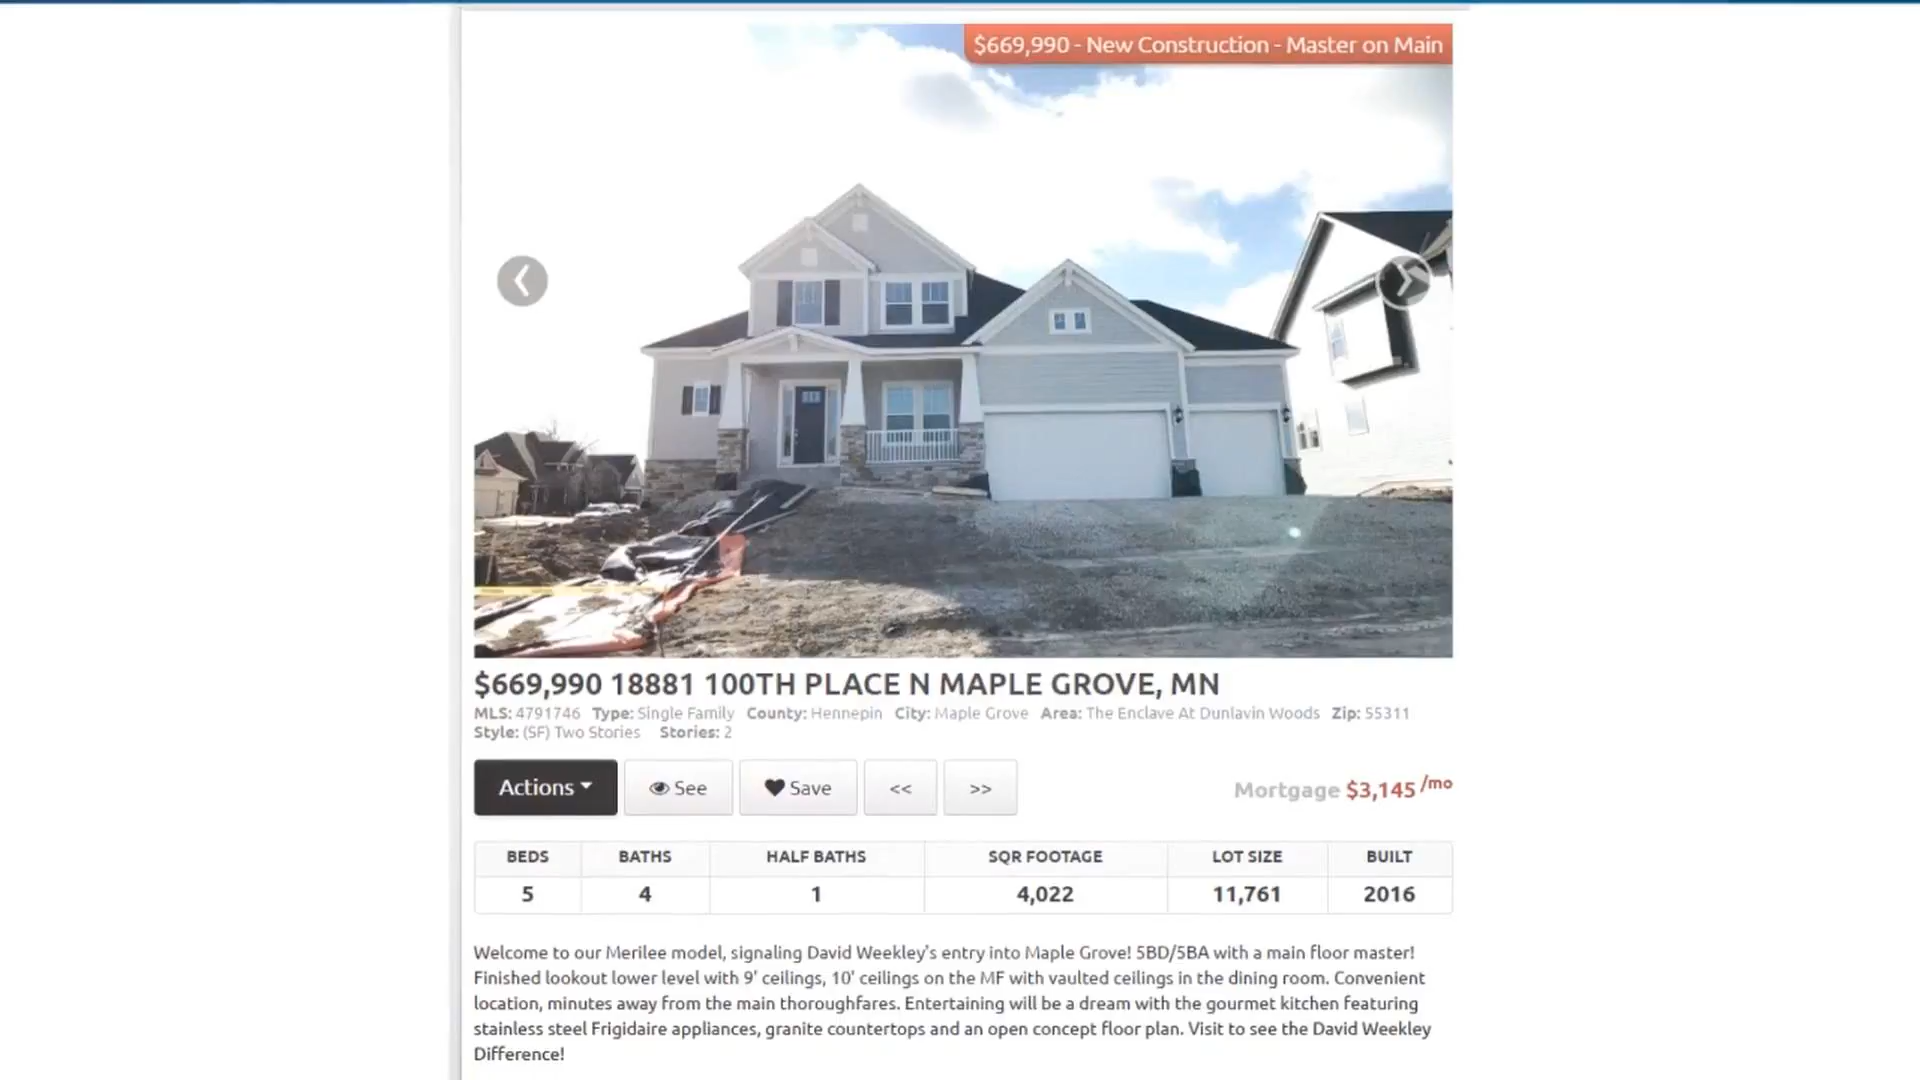 $669,990 - New Construction - Master on Main
$669,990 18881 100TH PLACE N MAPLE GROVE, MN
MLS: 4791746 Type: Single Family County: Hennepin City: Maple Grove Area: The Enclave At Dunlavin Woods Zip: 55311
Style: (SF) Two Stories Stories: 2
Actions See Save << >> Mortgage $3,145 /mo
BEDS BATHS HALF BATHS SQR FOOTAGE LOT SIZE BUILT
5 4 1 4,022 11,761 2016
Welcome to our Merilee model, signaling David Weekley's entry into Maple Grove! 5BD/5BA with a main floor master!
Finished lookout lower level with 9' ceilings, 10' ceilings on the MF with vaulted ceilings in the dining room. Convenient
location, minutes away from the main thoroughfares. Entertaining will be a dream with the gourmet kitchen featuring
stainless steel Frigidaire appliances, granite countertops and an open concept floor plan. Visit to see the David Weekley
Difference!